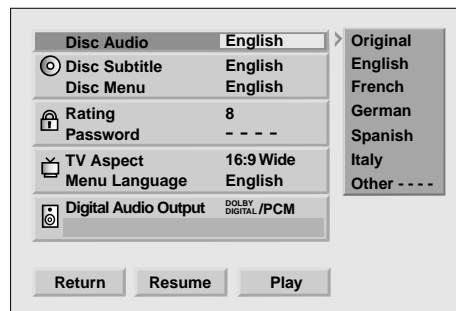 Disc Audio English
Disc Subtitle English
Disc Menu English
Rating 8
Password - - - -
TV Aspect 16:9 Wide
Menu Language English
Digital Audio Output DOLBY DIGITAL /PCM
Original
English
French
German
Spanish
Italy
Other - - - -
Return Resume Play